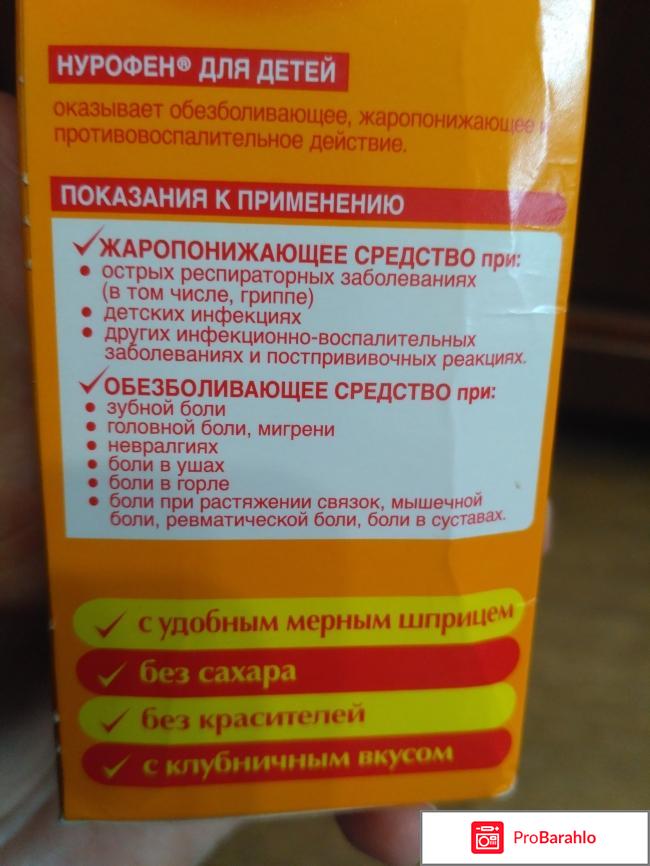 НУРОФЕН® ДЛЯ ДЕТЕЙ
оказывает обезболивающее, жаропонижающее и
противовоспалительное действие.
ПОКАЗАНИЯ К ПРИМЕНЕНИЮ
ЖАРОПОНИЖАЮЩЕЕ СРЕДСТВО при:
• острых респираторных заболеваниях
(в том числе, гриппе)
• детских инфекциях
• других инфекционно-воспалительных
заболеваниях и постпрививочных реакциях.
ОБЕЗБОЛИВАЮЩЕЕ СРЕДСТВО при:
• зубной боли
• головной боли, мигрени
• невралгиях
• боли в ушах
• боли в горле
• боли при растяжении связок, мышечной
боли, ревматической боли, боли в суставах.
с удобным мерным шприцем
без сахара
без красителей
с клубничным вкусом
ProBarahlo